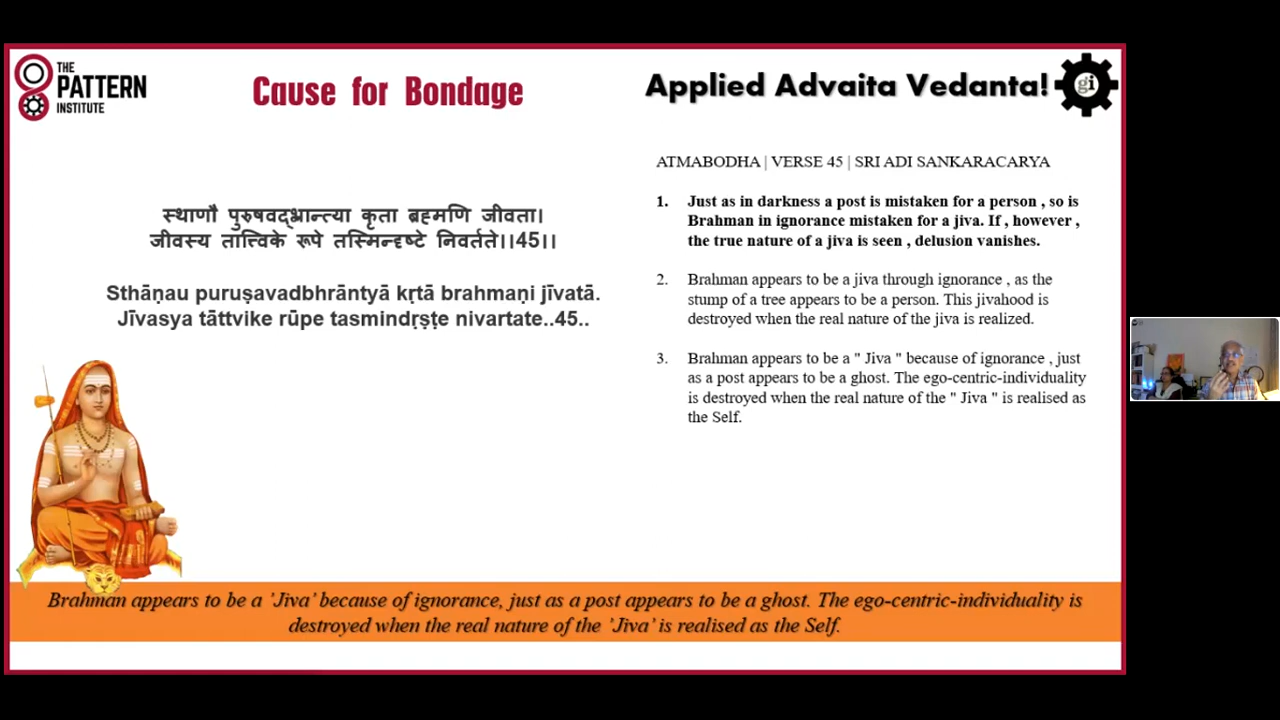 THE
PATTERN
INSTITUTE
Cause for Bondage
Applied Advaita Vedanta!
gi
स्थाणौ पुरुषवद्भ्रान्त्या कृता ब्रह्मणि जीवता।
जीवस्य तात्त्विके रूपे तस्मिन्दृष्टे निवर्तते।।45।।
Sthāṇau puruṣavadbhrāntyā kṛtā brahmaṇi jīvatā.
Jīvasya tāttvike rūpe tasmindṛṣṭe nivartate..45..
ATMABODHA | VERSE 45 | SRI ADI SANKARACARYA
1. Just as in darkness a post is mistaken for a person , so is
Brahman in ignorance mistaken for a jiva. If , however ,
the true nature of a jiva is seen , delusion vanishes.
2. Brahman appears to be a jiva through ignorance , as the
stump of a tree appears to be a person. This jivahood is
destroyed when the real nature of the jiva is realized.
3. Brahman appears to be a " Jiva " because of ignorance , just
as a post appears to be a ghost. The ego-centric-individuality
is destroyed when the real nature of the " Jiva " is realised as
the Self.
Brahman appears to be a 'Jiva' because of ignorance, just as a post appears to be a ghost. The ego-centric-individuality is
destroyed when the real nature of the 'Jiva' is realised as the Self.